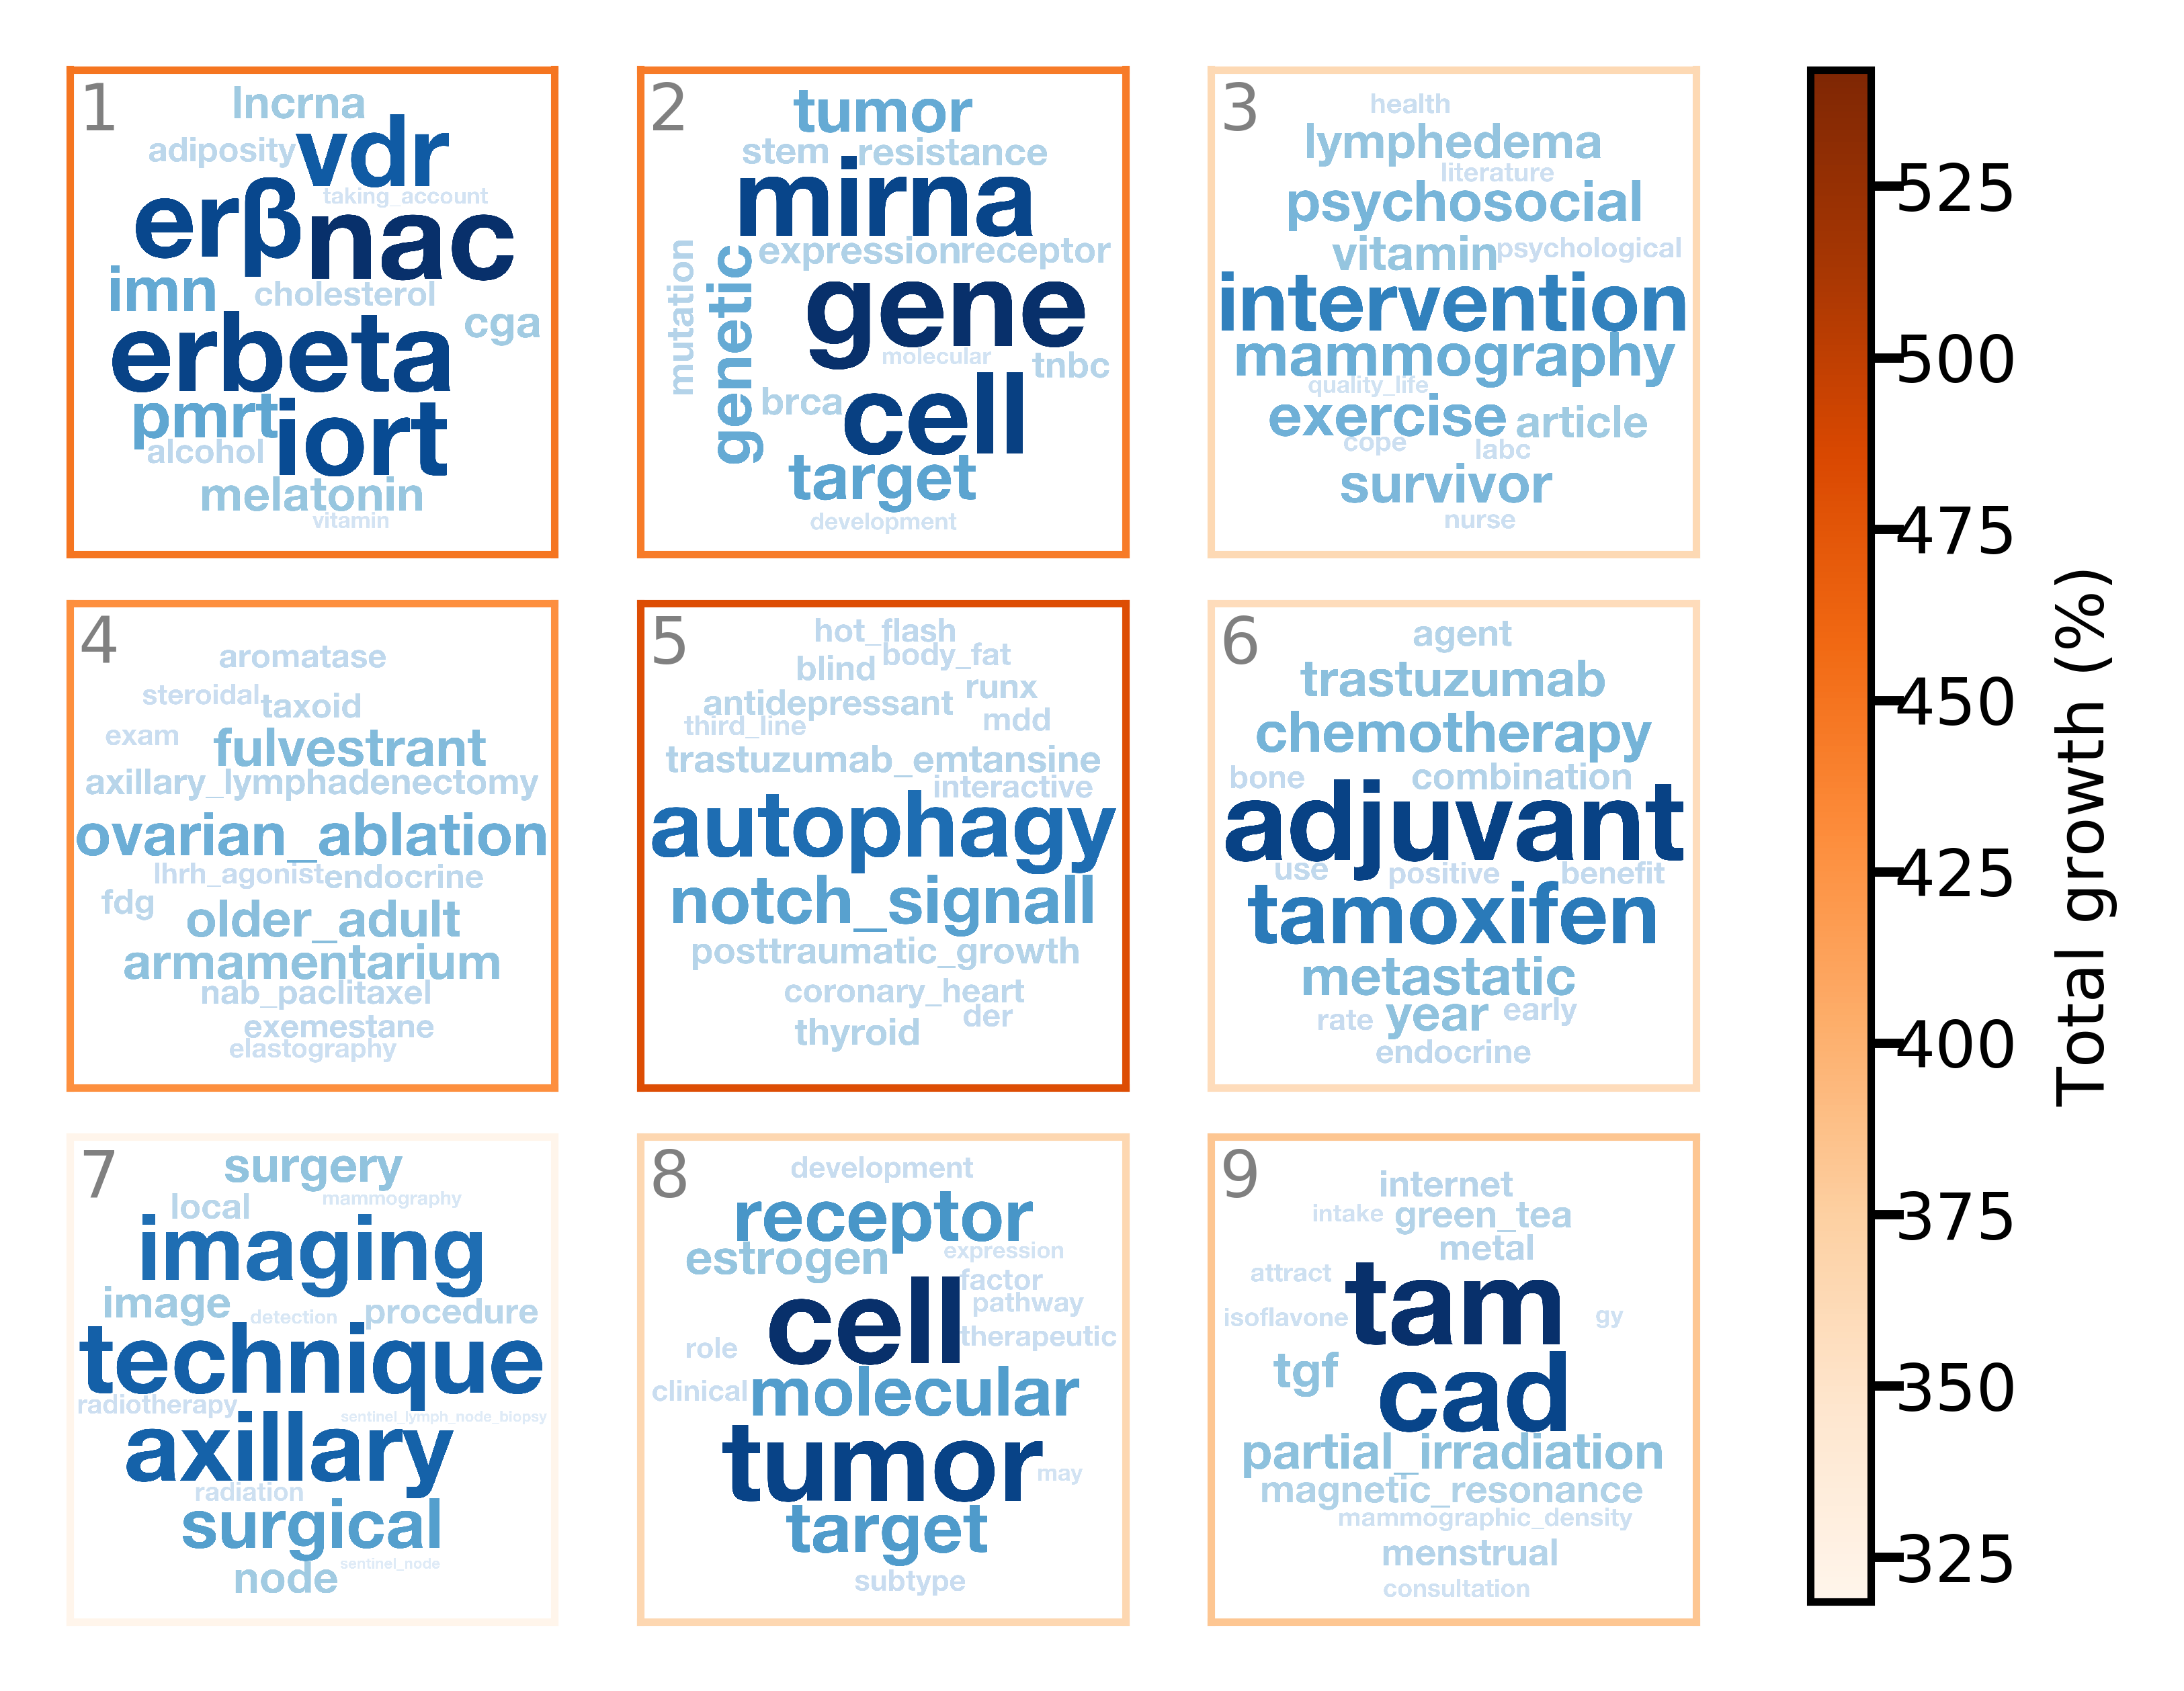 1
lncrna
vdr
adiposity
taking_account
erβ
nac
imn
cholesterol
cga
erbeta
pmrt
iort
alcohol
melatonin
vitamin
2
tumor
stem
resistance
mirna
expression
receptor
mutation
genetic
gene
molecular
tnbc
brca
cell
target
development
3
health
lymphedema
literature
psychosocial
vitamin
psychological
intervention
mammography
quality_life
exercise
article
cope
labc
survivor
nurse
4
aromatase
steroidal
taxoid
exam
fulvestrant
axillary_lymphadenectomy
ovarian_ablation
lhrh_agonist
endocrine
fdg
older_adult
armamentarium
nab_paclitaxel
exemestane
elastography
5
hot_flash
blind
body_fat
antidepressant
runx
third_line
mdd
trastuzumab_emtansine
interactive
autophagy
notch_signall
posttraumatic_growth
coronary_heart
der
thyroid
6
agent
trastuzumab
chemotherapy
bone
combination
adjuvant
use
positive
benefit
tamoxifen
metastatic
rate
year
early
endocrine
7
surgery
local
mammography
imaging
image
detection
procedure
technique
radiotherapy
sentinel_lymph_node_biopsy
axillary
radiation
surgical
node
sentinel_node
8
development
receptor
estrogen
expression
factor
cell
pathway
role
therapeutic
clinical
molecular
tumor
may
target
subtype
9
internet
intake
green_tea
metal
attract
tam
isoflavone
gy
tgf
cad
partial_irradiation
magnetic_resonance
mammographic_density
menstrual
consultation
525
500
475
450
425
400
375
350
325
Total growth (%)